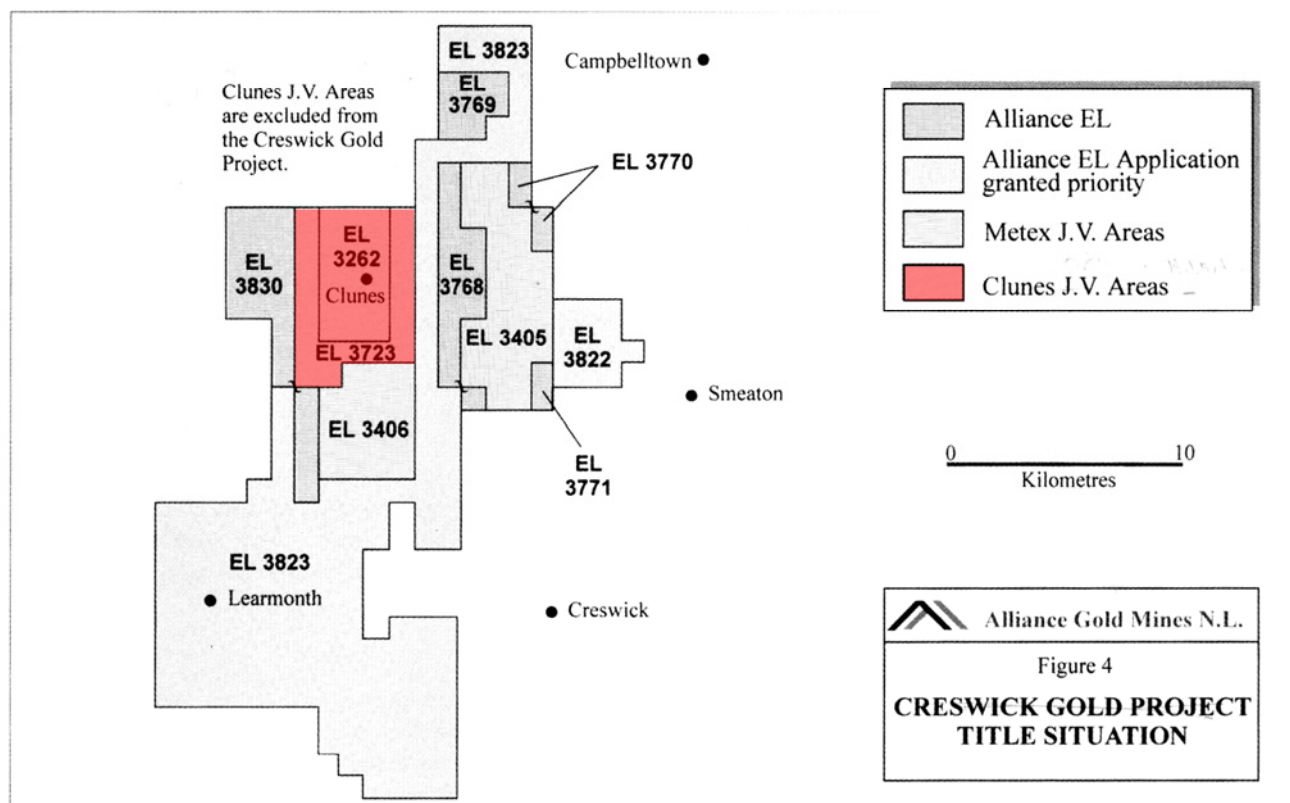 EL 3823
Campbelltown
EL
3769
Clunes J.V. Areas
are excluded from
the Creswick Gold
Project.
EL 3770
EL
3262
Clunes
EL
3830
EL
3768
EL 3723
EL 3405
EL
3822
Smeaton
EL 3406
EL
3771
EL 3823
Learmonth
Creswick
Alliance EL
Alliance EL Application
granted priority
Metex J.V. Areas
Clunes J.V. Areas
0 10
Kilometres
Alliance Gold Mines N.L.
Figure 4
CRESWICK GOLD PROJECT
TITLE SITUATION